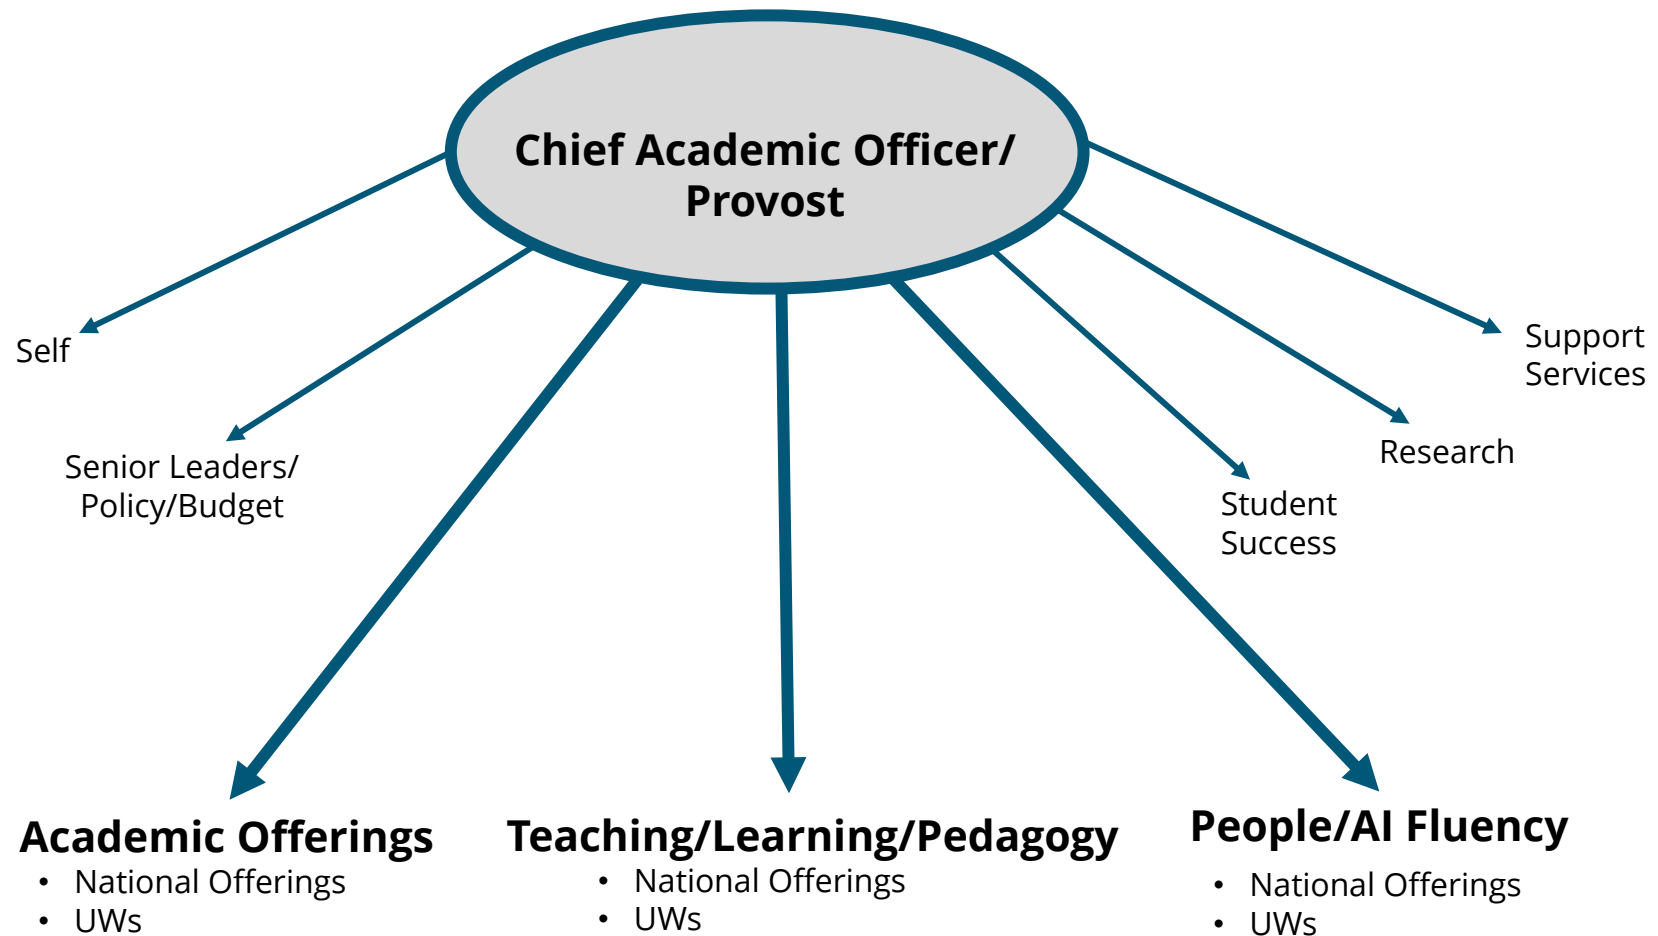 Chief Academic Officer/
Provost
Self
Senior Leaders/
Policy/Budget
Support
Services
Research
Student
Success
Academic Offerings
• National Offerings
• UWs
Teaching/Learning/Pedagogy
• National Offerings
• UWs
People/AI Fluency
• National Offerings
• UWs